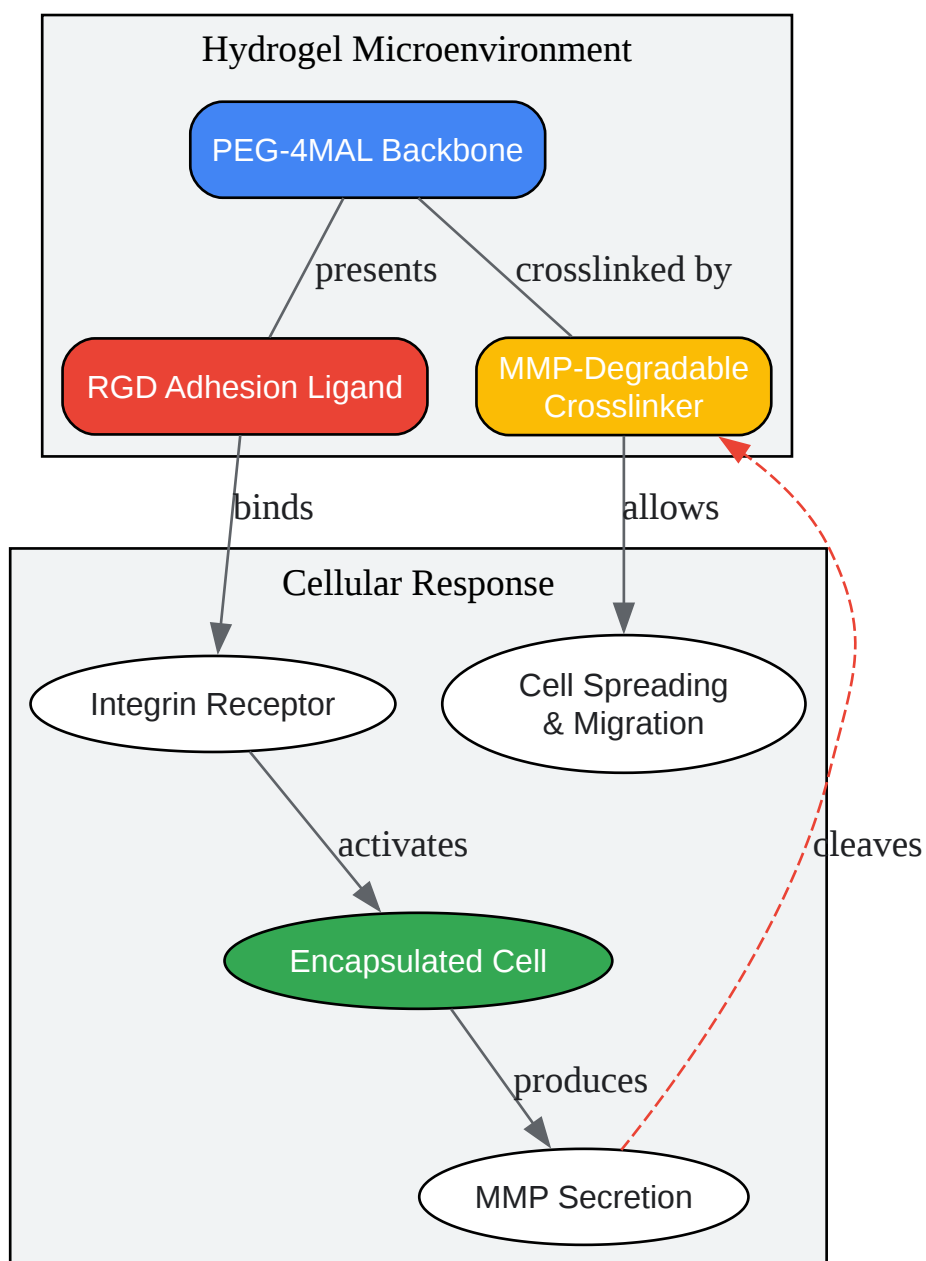 Hydrogel Microenvironment
PEG-4MAL Backbone
presents
crosslinked by
RGD Adhesion Ligand
MMP-Degradable
Crosslinker
binds
allows
Cellular Response
Integrin Receptor
Cell Spreading
& Migration
activates
cleaves
Encapsulated Cell
produces
MMP Secretion